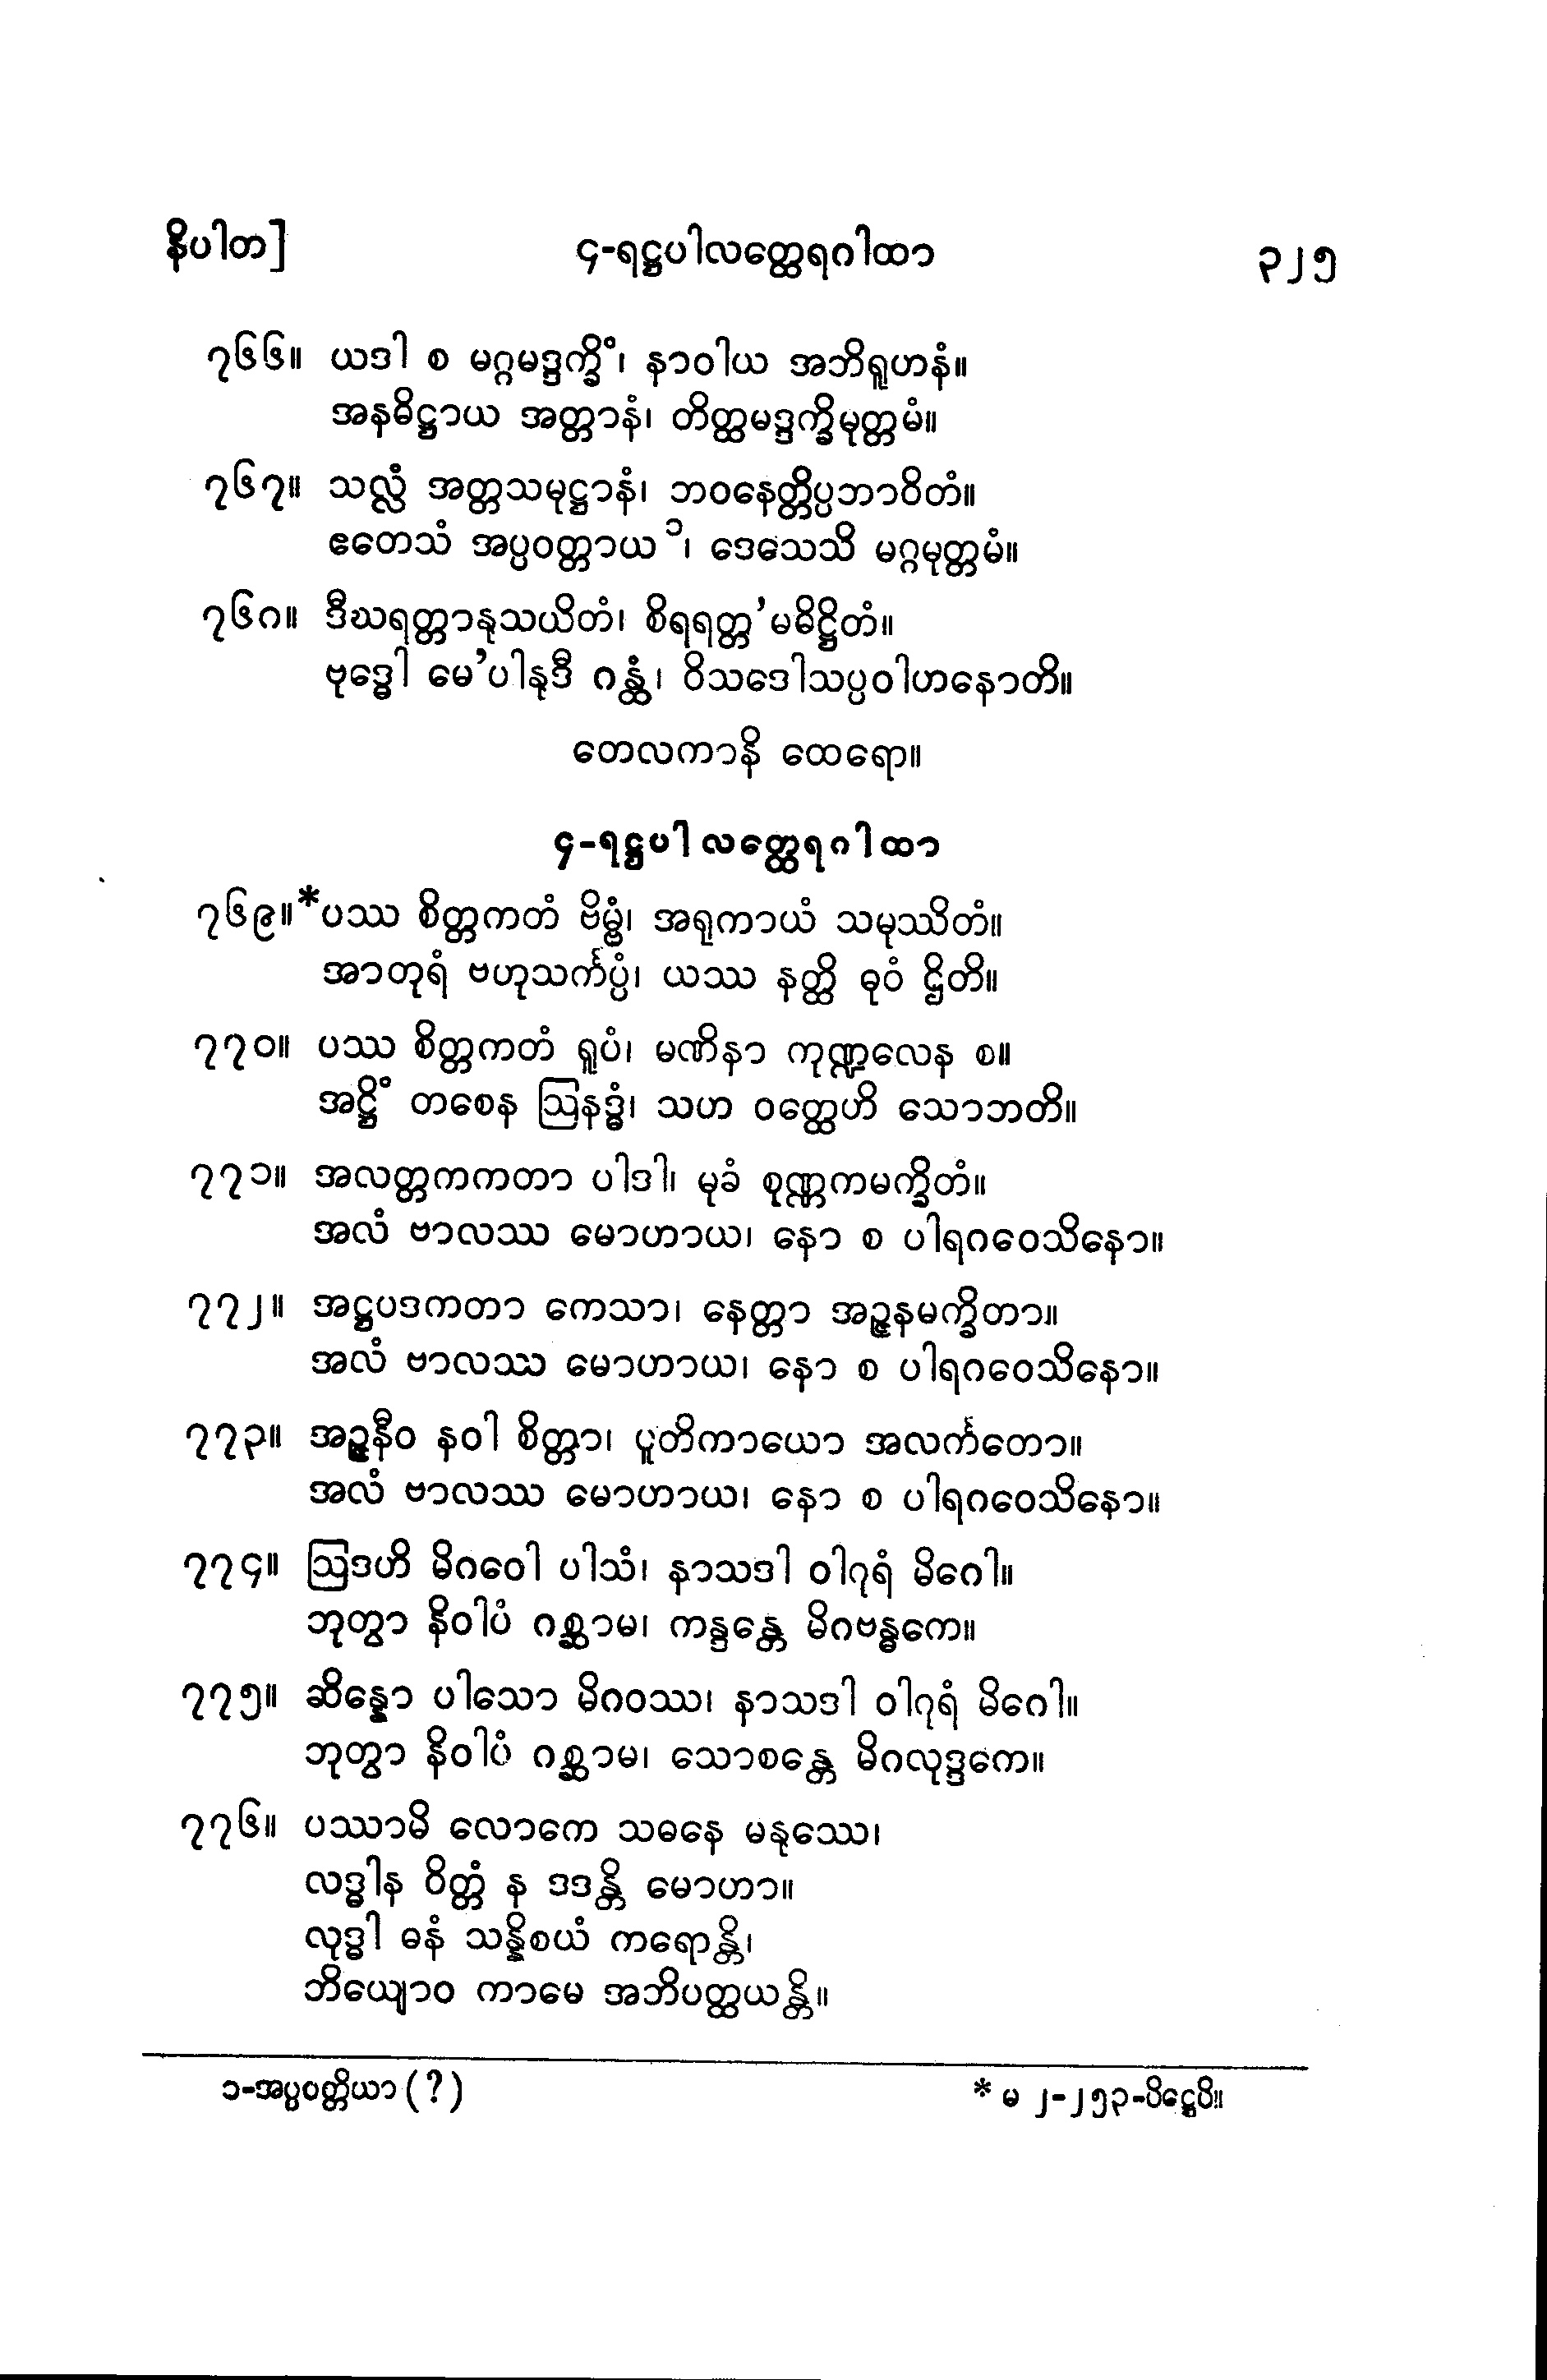 နိပါတ] ၄-ရဋ္ဌပါလတ္ထေရဂါထာ ၃၂၅
၇၆၆။ ယဒါ စ မဂ္ဂမဒ္ဒက္ခိံ၊ နာဝါယ အဘိရူဟနံ။
အနဓိဋ္ဌာယ အတ္တာနံ၊ တိတ္ထမဒ္ဒက္ခိမုတ္တမံ။
၇၆၇။ သလ္လံ အတ္တသမုဋ္ဌာနံ၊ ဘဝနေတ္တိပ္ပဘာဝိတံ။
ဧတေသံ အပ္ပဝတ္တာယ ၁၊ ဒေသေသိ မဂ္ဂမုတ္တမံ။
၇၆၈။ ဒီဃရတ္တာနုသယိတံ၊ စိရရတ္တ’မဓိဋ္ဌိတံ။
ဗုဒ္ဓေါ မေ’ပါနုဒီ ဂန္ထံ၊ ဝိသဒေါသပ္ပဝါဟနောတိ။
တေလကာနိ ထေရော။
၄-ရဋ္ဌပါလတ္ထေရဂါထာ
၇၆၉။*ပဿ စိတ္တကတံ ဗိမ္ဗံ၊ အရုကာယံ သမုဿိတံ။
အာတုရံ ဗဟုသင်္ကပ္ပံ၊ ယဿ နတ္ထိ ဓုဝံ ဌိတိ။
၇၇၀။ ပဿ စိတ္တကတံ ရူပံ၊ မဏိနာ ကုဏ္ဍလေန စ။
အဋ္ဌိံ တစေန ဩနဒ္ဓံ၊ သဟ ဝတ္ထေဟိ သောဘတိ။
၇၇၁။ အလတ္တကကတာ ပါဒါ၊ မုခံ စုဏ္ဏကမက္ခိတံ။
အလံ ဗာလဿ မောဟာယ၊ နော စ ပါရဂဝေသိနော။
၇၇၂။ အဋ္ဌပဒကတာ ကေသာ၊ နေတ္တာ အဉ္ဇနမက္ခိတာ။
အလံ ဗာလဿ မောဟာယ၊ နော စ ပါရဂဝေသိနော။
၇၇၃။ အဉ္ဇနီဝ နဝါ စိတ္တာ၊ ပူတိကာယော အလင်္ကတော။
အလံ ဗာလဿ မောဟာယ၊ နော စ ပါရဂဝေသိနော။
၇၇၄။ ဩဒဟိ မိဂဝေါ ပါသံ၊ နာသဒါ ဝါဂုရံ မိဂေါ။
ဘုတွာ နိဝါပံ ဂစ္ဆာမ၊ ကန္ဒန္တေ မိဂဗန္ဓကေ။
၇၇၅။ ဆိန္နော ပါသော မိဂဝဿ၊ နာသဒါ ဝါဂုရံ မိဂေါ။
ဘုတွာ နိဝါပံ ဂစ္ဆာမ၊ သောစန္တေ မိဂလုဒ္ဒကေ။
၇၇၆။ ပဿာမိ လောကေ သဓနေ မနုဿေ၊
လဒ္ဓါန ဝိတ္တံ န ဒဒန္တိ မောဟာ။
လုဒ္ဓါ ဓနံ သန္နိစယံ ကရောန္တိ၊
ဘိယျောဝ ကာမေ အဘိပတ္ထယန္တိ။
၁-အပ္ပဝတ္တိယာ (?) * မ ၂-၂၅၃-ပိဋ္ဌေပိ။